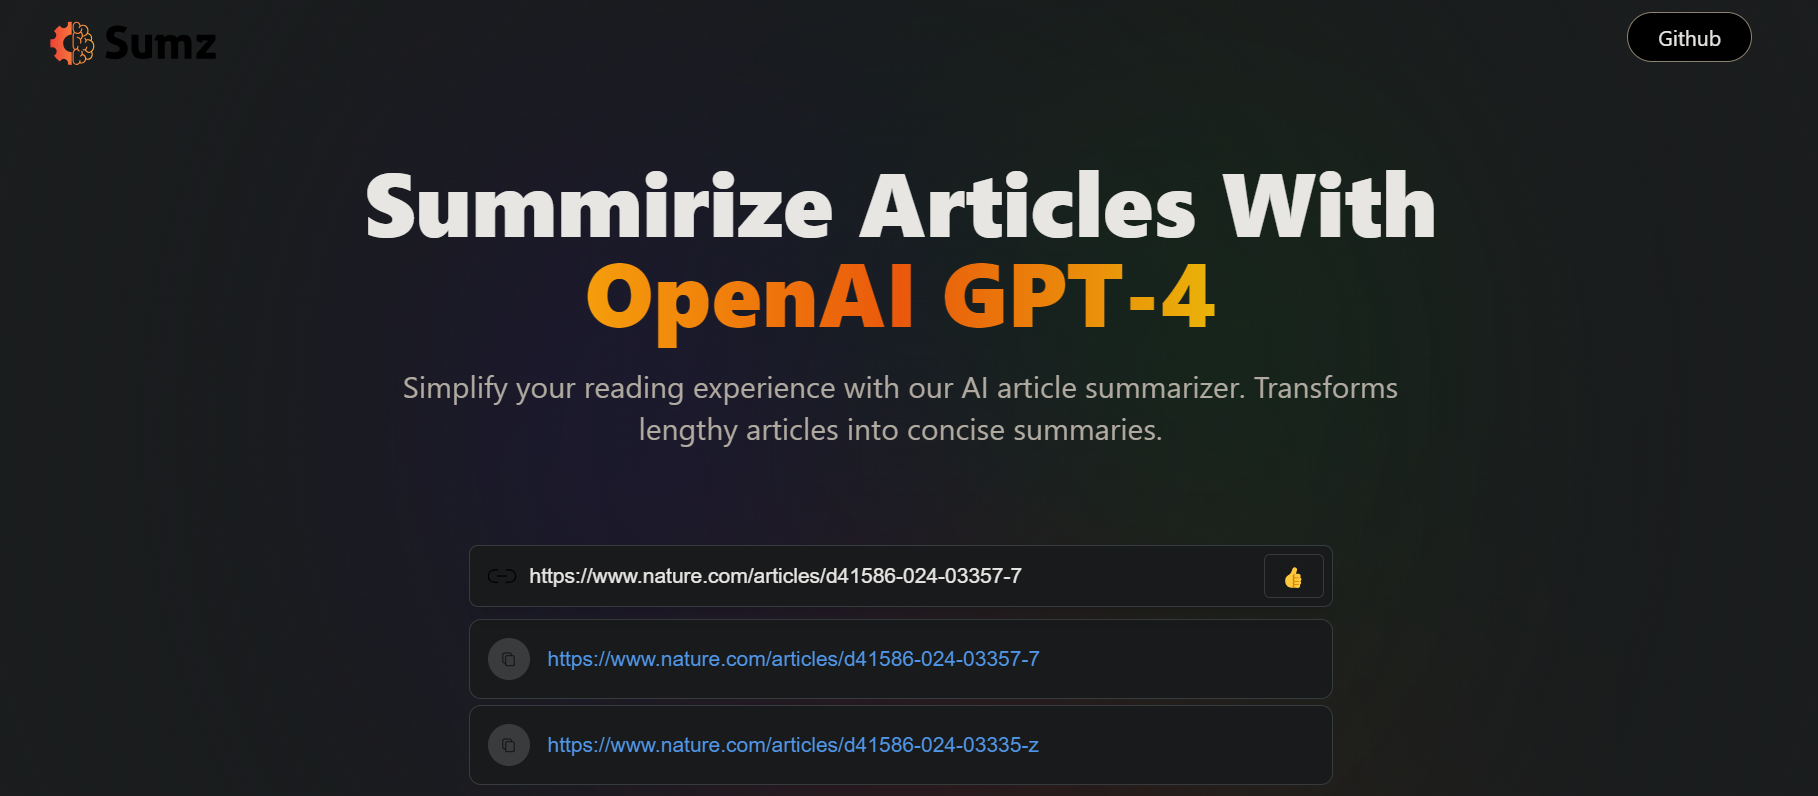 Sumz
Github
Summirize Articles With
OpenAI GPT-4
Simplify your reading experience with our AI article summarizer. Transforms
lengthy articles into concise summaries.
https://www.nature.com/articles/d41586-024-03357-7
https://www.nature.com/articles/d41586-024-03357-7
https://www.nature.com/articles/d41586-024-03335-z